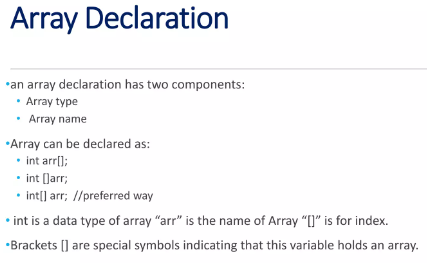 Array Declaration
•an array declaration has two components:
• Array type
• Array name
•Array can be declared as:
• int arr[];
• int []arr;
• int[] arr; //preferred way
• int is a data type of array “arr” is the name of Array “[]” is for index.
•Brackets [] are special symbols indicating that this variable holds an array.